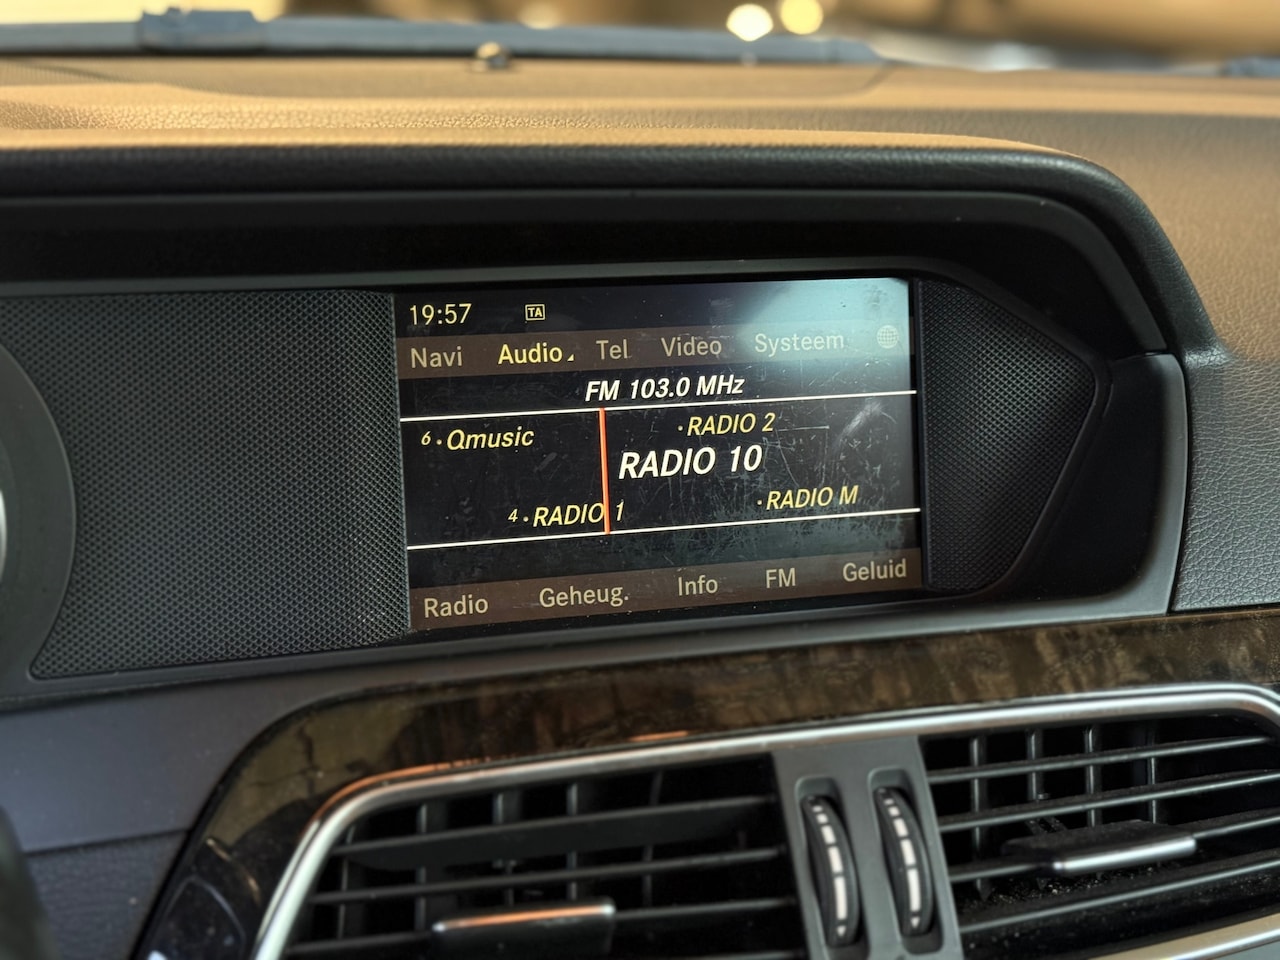 19:57 TA
Navi Audio Tel Video Systeem
FM 103.0 MHz
RADIO 2
6 Qmusic
RADIO 10
RADIO M
4 RADIO 1
Radio Geheug. Info FM Geluid